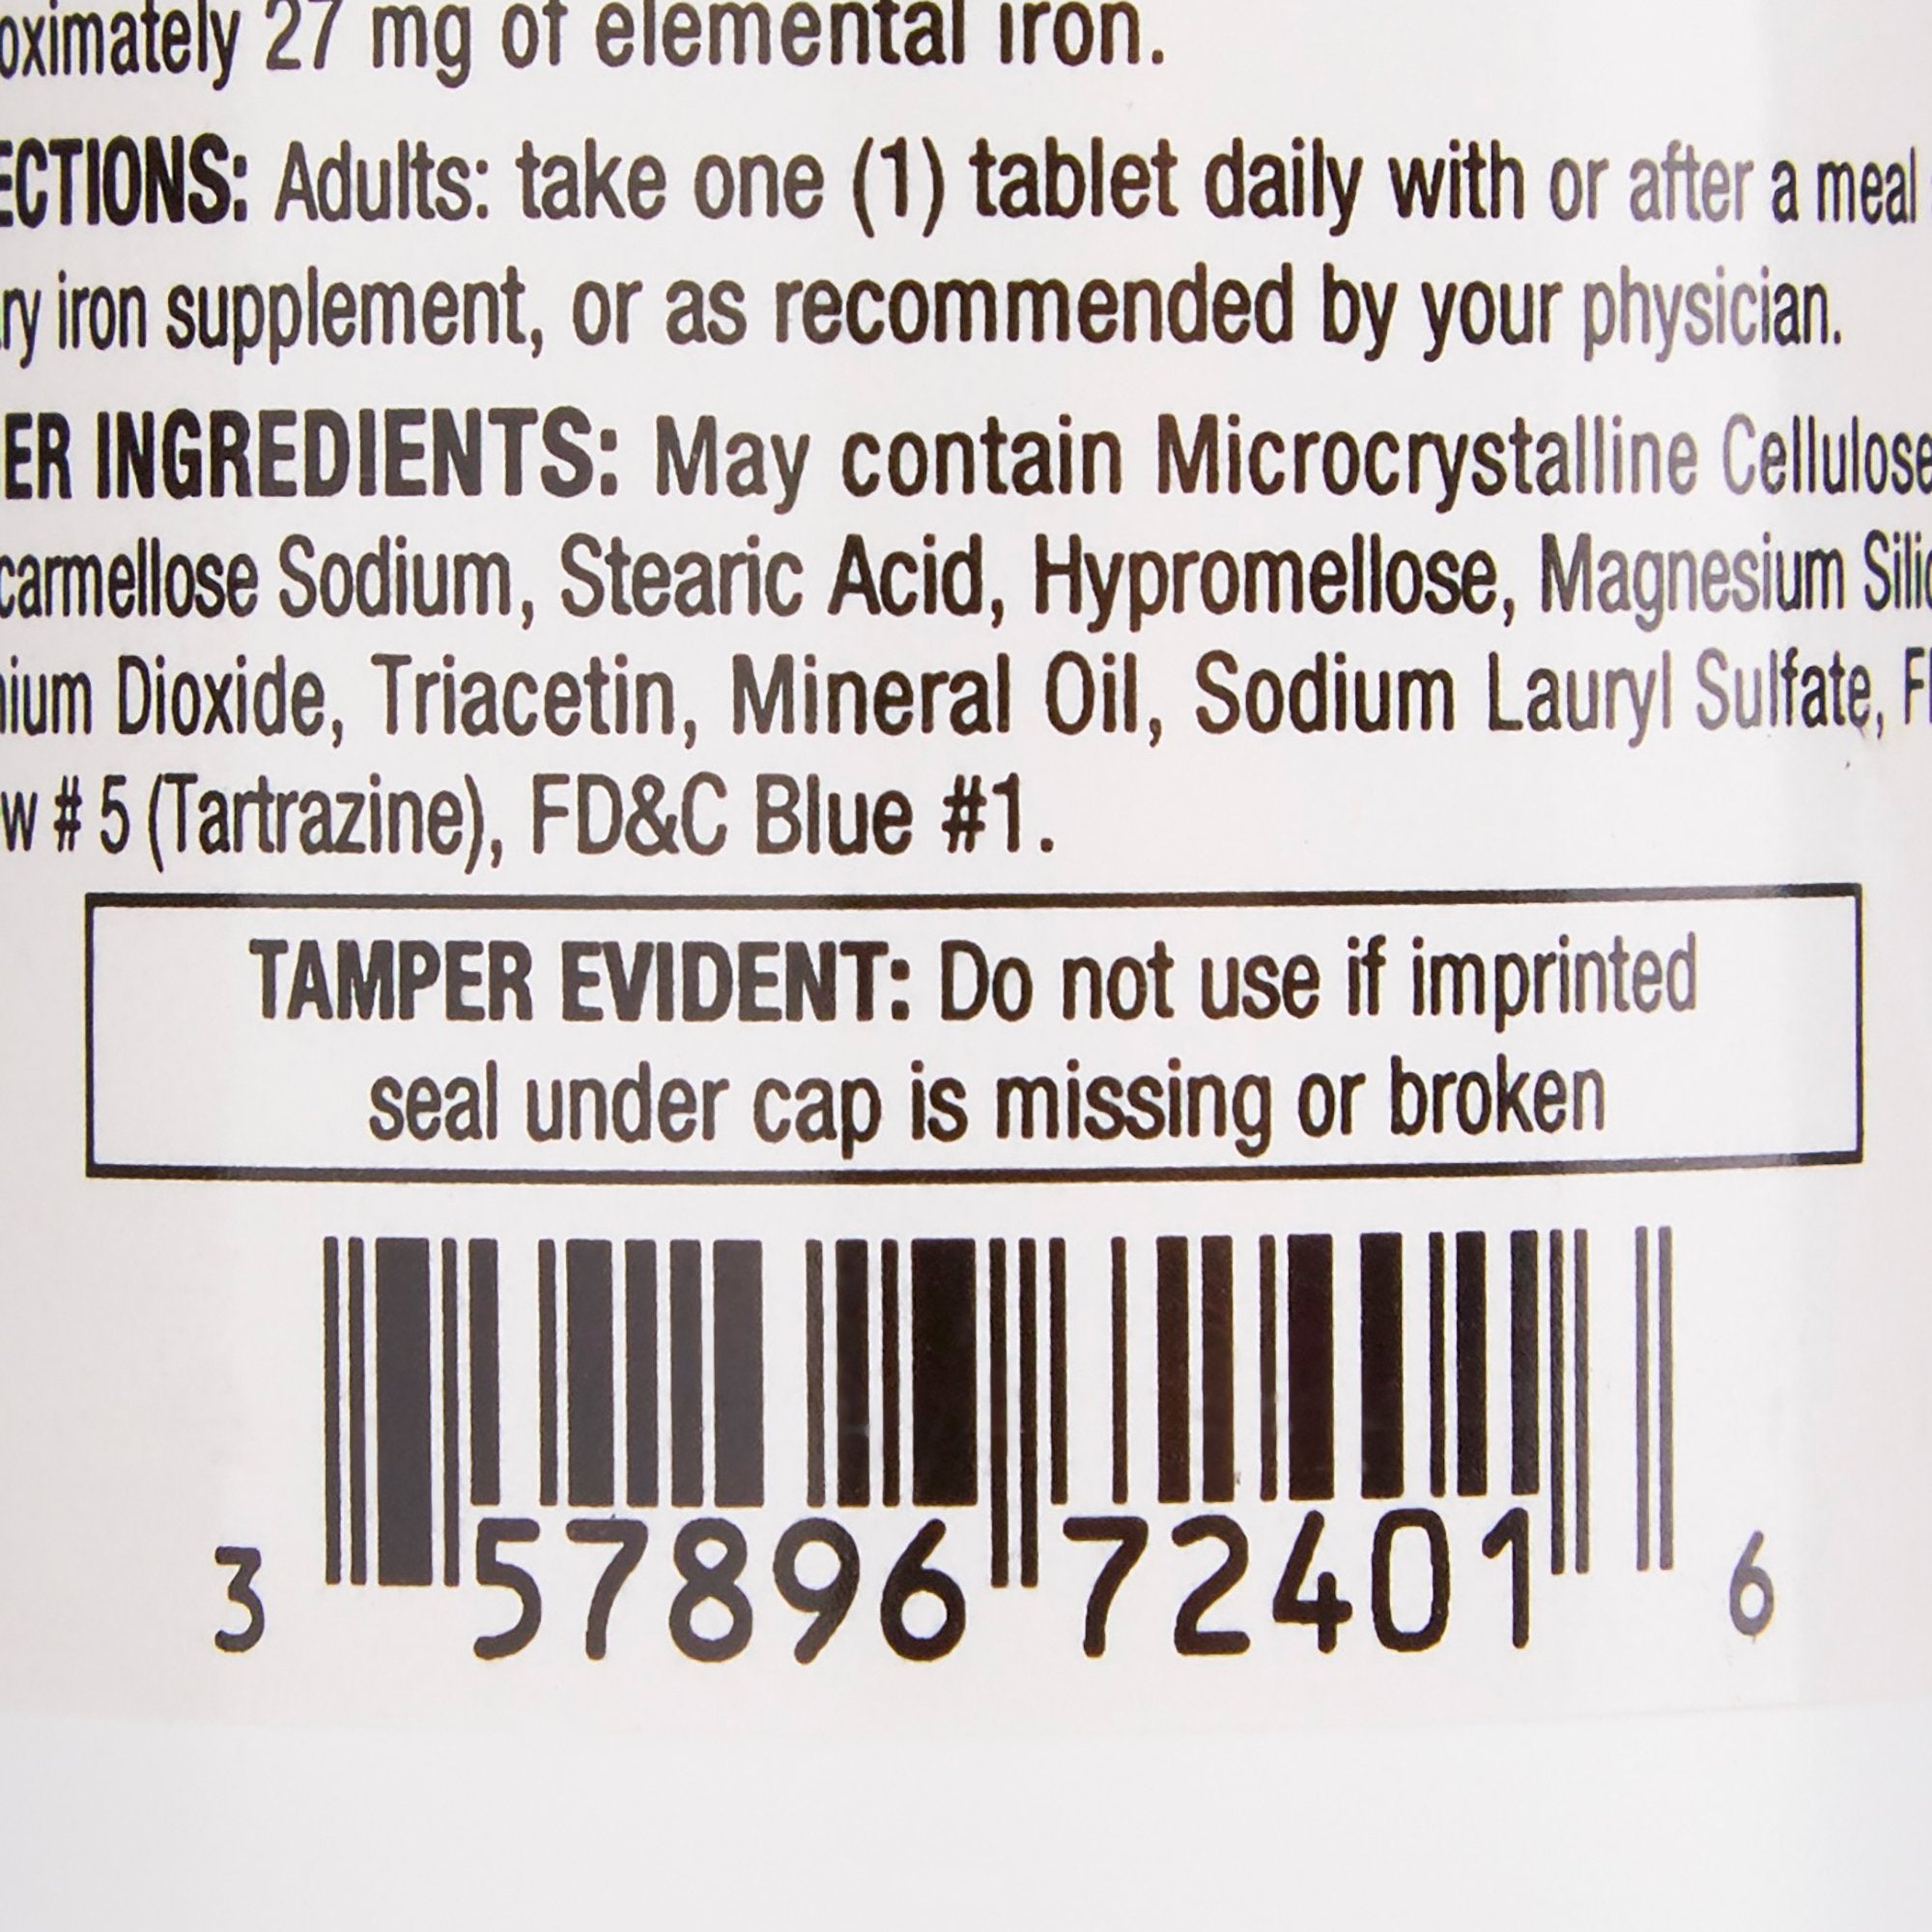 oximately 27 mg of elemental iron.
ECTIONS: Adults: take one (1) tablet daily with or after a meal
ry iron supplement, or as recommended by your physician.
ER INGREDIENTS: May contain Microcrystalline Cellulose
carmellose Sodium, Stearic Acid, Hypromellose, Magnesium Silic
nium Dioxide, Triacetin, Mineral Oil, Sodium Lauryl Sulfate, F
w # 5 (Tartrazine), FD&C Blue #1.
TAMPER EVIDENT: Do not use if imprinted
seal under cap is missing or broken
3 57896 72401 6